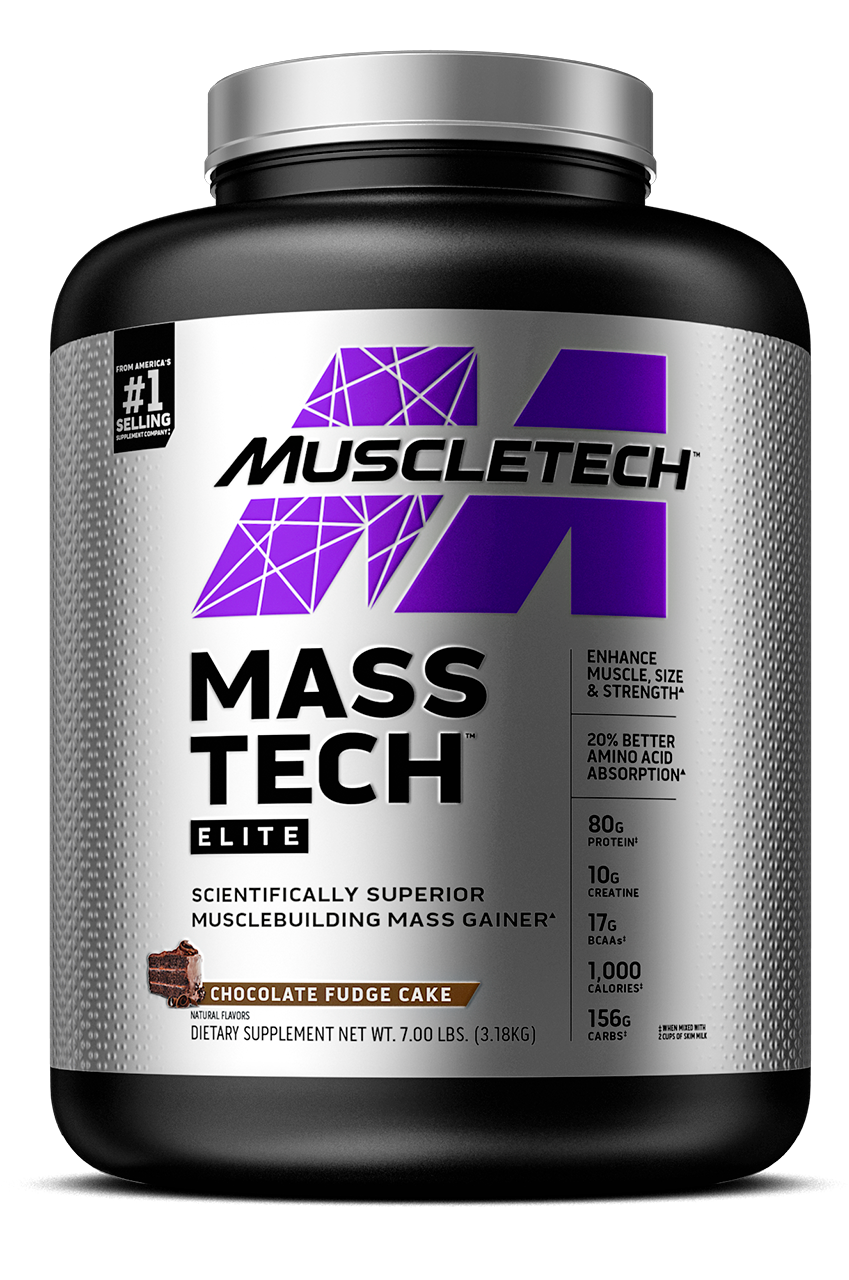 FROM AMERICA'S
#1
SELLING
SUPPLEMENT COMPANY‡
MUSCLETECH™
MASS
TECH™
ELITE
SCIENTIFICALLY SUPERIOR
MUSCLEBUILDING MASS GAINER▲
CHOCOLATE FUDGE CAKE
NATURAL FLAVORS
DIETARY SUPPLEMENT NET WT. 7.00 LBS. (3.18KG)
ENHANCE
MUSCLE, SIZE
& STRENGTH▲
20% BETTER
AMINO ACID
ABSORPTION▲
80G
PROTEIN‡
10G
CREATINE
17G
BCAAs‡
1,000
CALORIES‡
156G
CARBS‡
‡ WHEN MIXED WITH
2 CUPS OF SKIM MILK